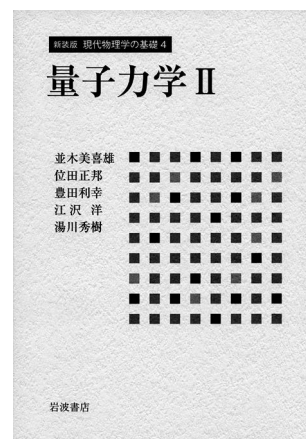 新装版 現代物理学の基礎4
量子力学 II
並木美喜雄
位田正邦
豊田利幸
江沢 洋
湯川秀樹
岩波書店